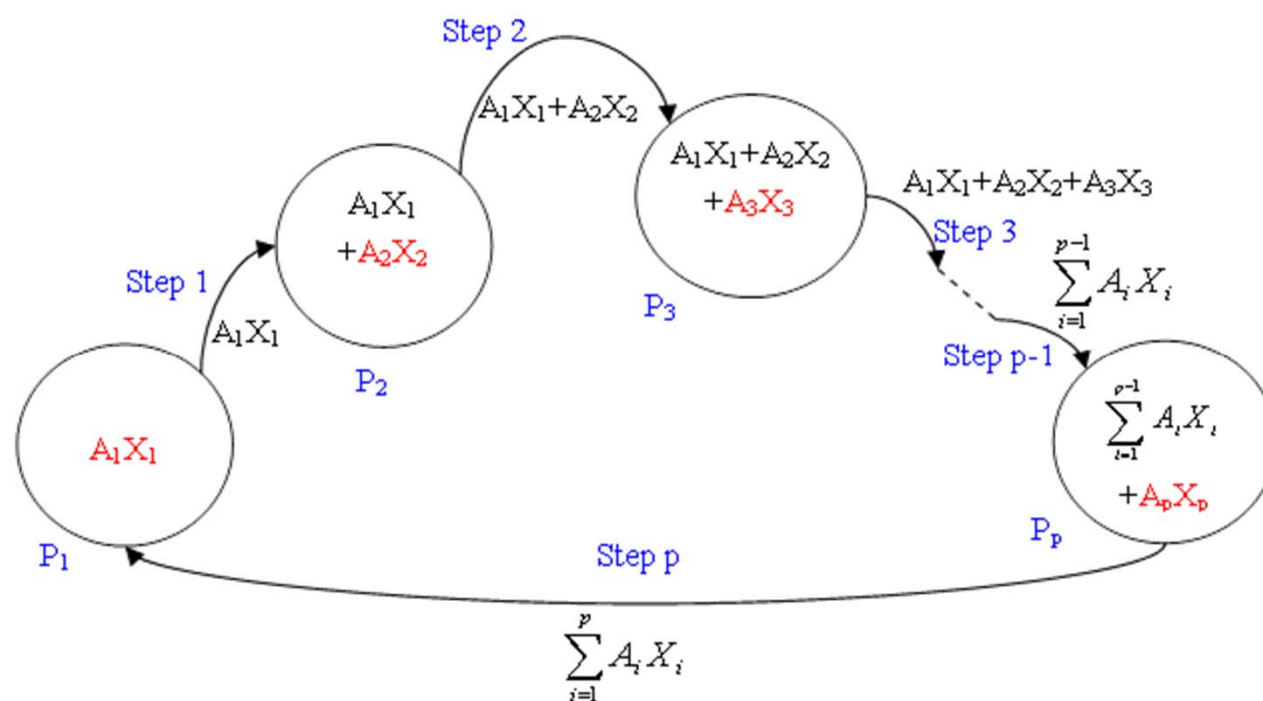 Step 2
A₁X₁+A₂X₂
A₁X₁+A₂X₂
+A₃X₃
A₁X₁+A₂X₂+A₃X₃
A₁X₁
+A₂X₂
Step 3
Step 1
P₃
p-1
∑ AᵢXᵢ
i=1
A₁X₁
P₂
Step p-1
p-1
∑ AᵢXᵢ
i=1
+AₚXₚ
A₁X₁
P₁
Step p
Pₚ
p
∑ AᵢXᵢ
i=1